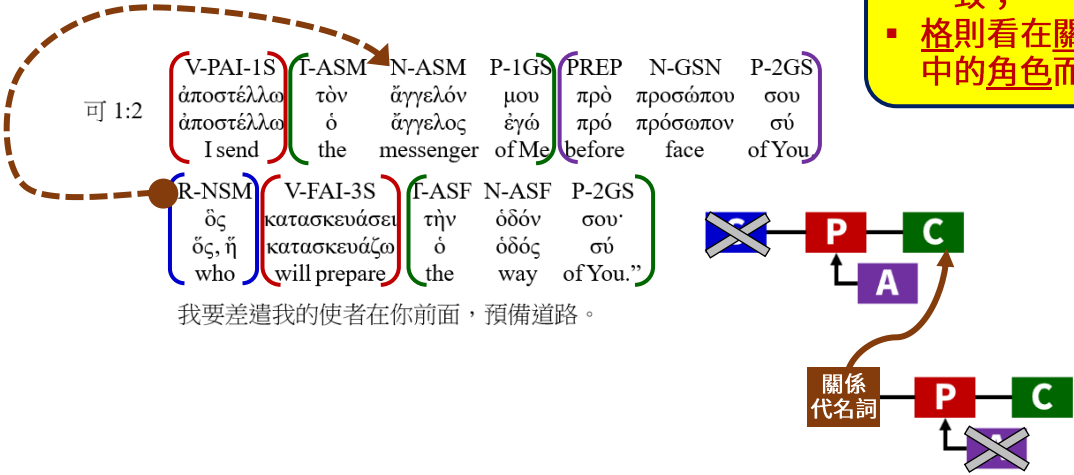 致；
▪ 格則看在關
中的角色而
V-PAI-1S T-ASM N-ASM P-1GS PREP N-GSN P-2GS
可 1:2 ἀποστέλλω τὸν ἄγγελόν μου πρὸ προσώπου σου
ἀποστέλλω ὁ ἄγγελος ἐγώ πρό πρόσωπον σύ
I send the messenger of Me before face of You
R-NSM V-FAI-3S T-ASF N-ASF P-2GS
ὃς κατασκευάσει τὴν ὁδόν σου·
ὅς, ἥ κατασκευάζω ὁ ὁδός σύ
who will prepare the way of You.”
我要差遣我的使者在你前面，預備道路。
S P C
A
關係
代名詞
P C
A